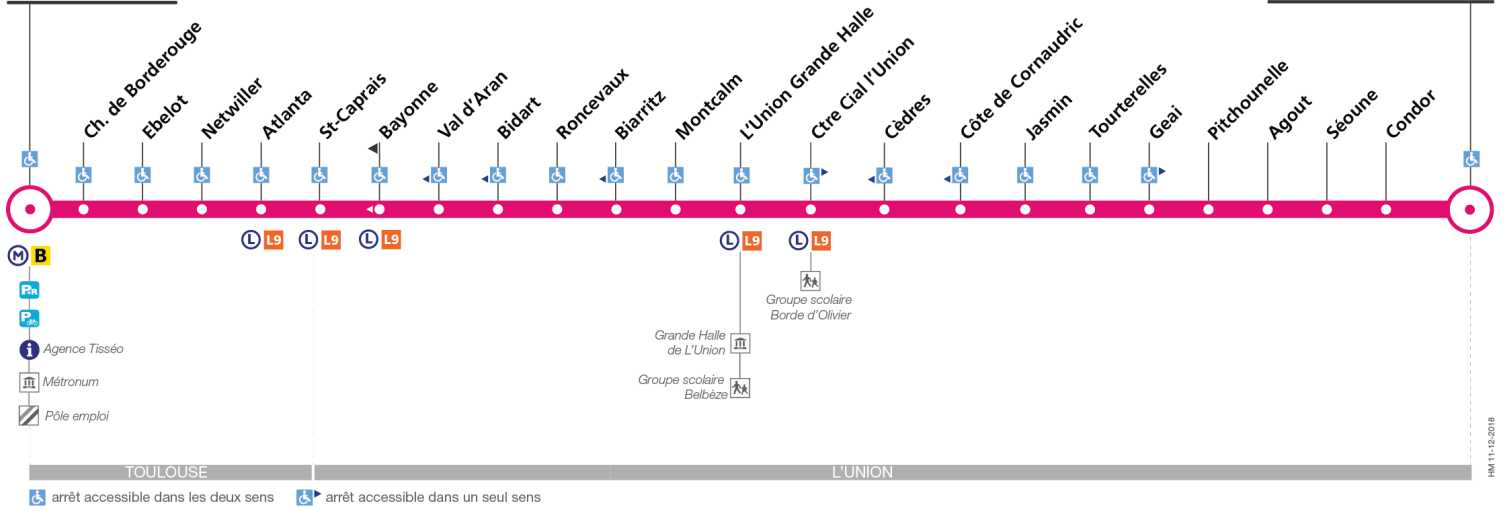 Ch. de Borderouge
Ebelot
Netwiller
Atlanta
St-Caprais
Bayonne
Val d'Aran
Bidart
Roncevaux
Biarritz
Montcalm
L'Union Grande Halle
Ctre Cial l'Union
Cèdres
Côte de Cornaudric
Jasmin
Tourterelles
Geai
Pitchounelle
Agout
Séoune
Condor
M B
L L9
L L9
L L9
L L9
L L9
P+R
P
i Agence Tisséo
Métronum
Pôle emploi
Grande Halle
de L'Union
Groupe scolaire
Belbèze
Groupe scolaire
Borde d'Olivier
TOULOUSE
L'UNION
arrêt accessible dans les deux sens
arrêt accessible dans un seul sens
HM 11-12-2018